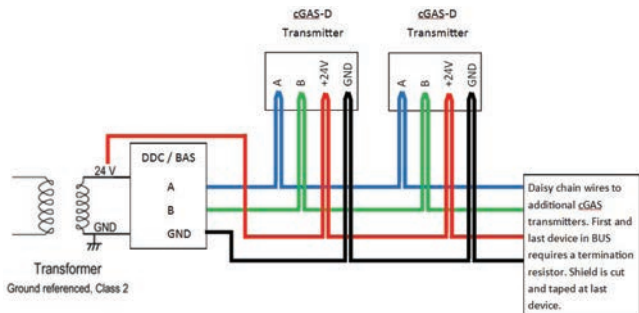 cGAS-D
Transmitter
A
B
+24V
GND
cGAS-D
Transmitter
A
B
+24V
GND
24 V
GND
DDC / BAS
A
B
GND
Transformer
Ground referenced, Class 2
Daisy chain wires to
additional cGAS
transmitters. First and
last device in BUS
requires a termination
resistor. Shield is cut
and taped at last
device.